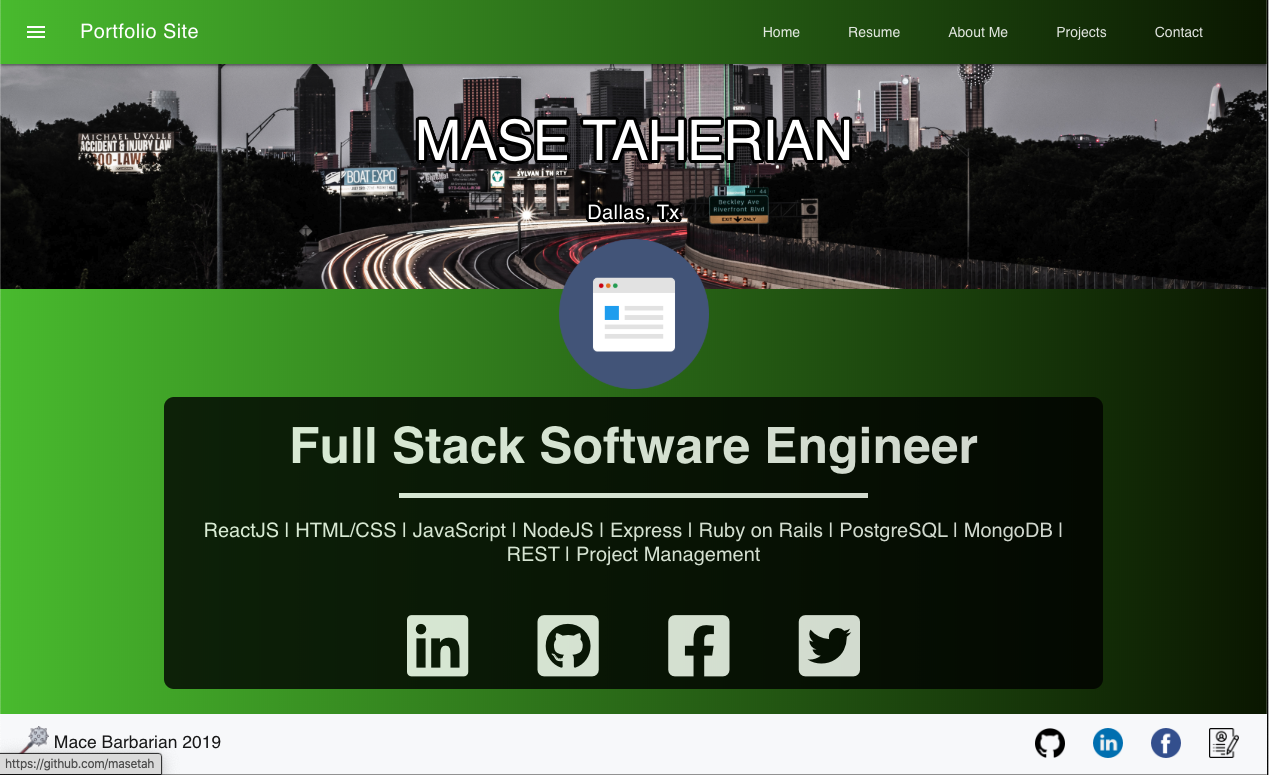 Portfolio Site
Home
Resume
About Me
Projects
Contact
MICHAEL UVALLE
ACCIDENT & INJURY LAW
800-LAW
BOAT EXPO
SYLVAN | THIRTY
MASE TAHERIAN
Dallas, Tx
Beckley Ave
Riverfront Blvd
EXIT ONLY
Full Stack Software Engineer
ReactJS | HTML/CSS | JavaScript | NodeJS | Express | Ruby on Rails | PostgreSQL | MongoDB |
REST | Project Management
in
f
Mace Barbarian 2019
in
f
https://github.com/masetah